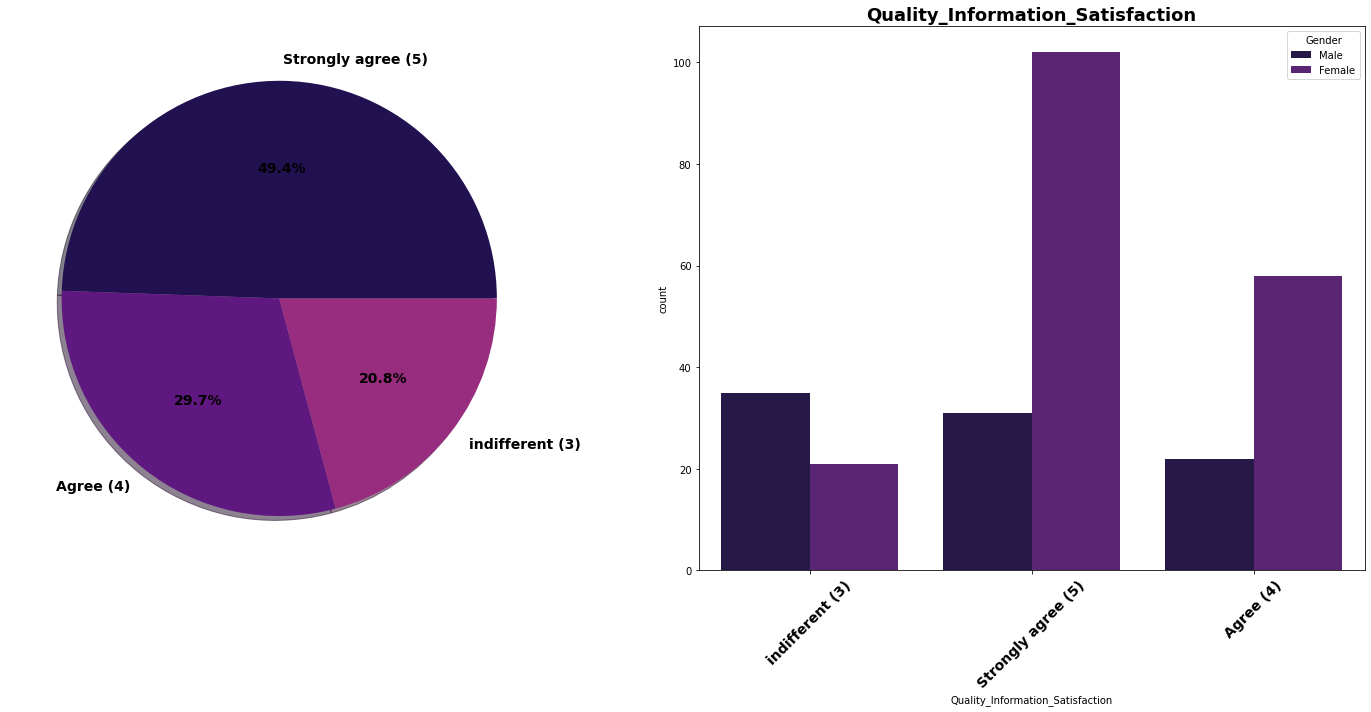 Strongly agree (5)
49.4%
29.7%
20.8%
indifferent (3)
Agree (4)
Quality_Information_Satisfaction
Gender
Male
Female
100
80
60
40
20
0
count
indifferent (3)
Strongly agree (5)
Agree (4)
Quality_Information_Satisfaction